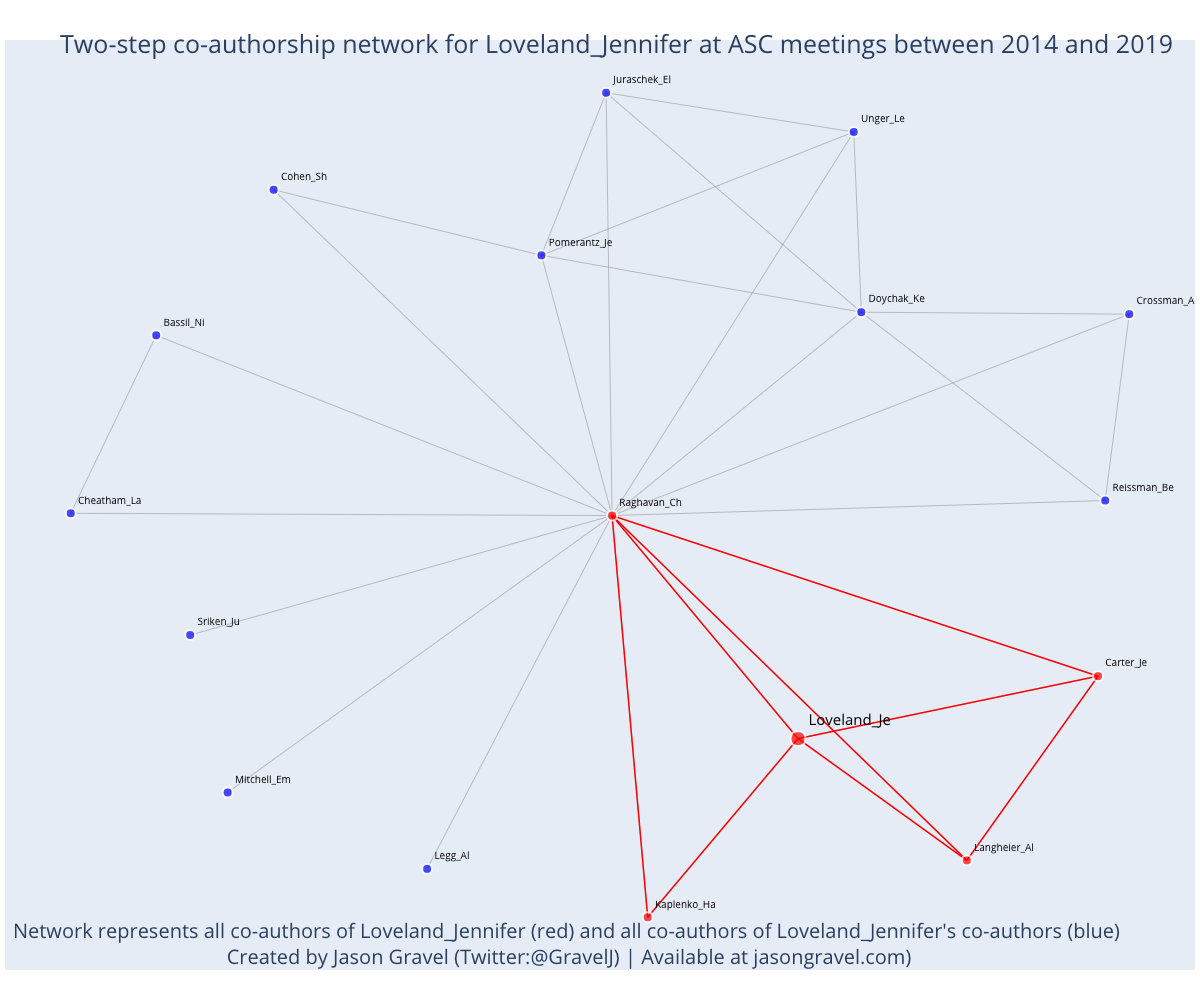 Two-step co-authorship network for Loveland_Jennifer at ASC meetings between 2014 and 2019
Juraschek_El
Unger_Le
Cohen_Sh
Pomerantz_Je
Doychak_Ke
Crossman_A
Bassil_Ni
Reissman_Be
Cheatham_La
Raghavan_Ch
Sriken_Ju
Carter_Je
Loveland_Je
Mitchell_Em
Langheier_Al
Legg_Al
Kaplenko_Ha
Network represents all co-authors of Loveland_Jennifer (red) and all co-authors of Loveland_Jennifer's co-authors (blue)
Created by Jason Gravel (Twitter:@GravelJ) | Available at jasongravel.com)